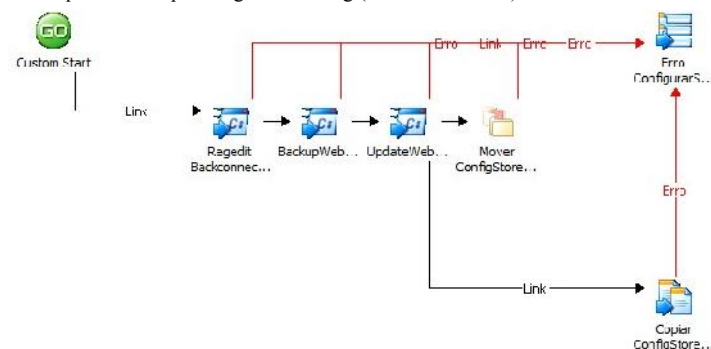 GO
Custom Start
Link
Ragedit
Backconnec...
BackupWeb...
UpdateWeb...
Mover
ConfigStore...
Erro
Link
Erro
Erro
Erro
ConfigurarS...
Erro
Link
Copiar
ConfigStore...